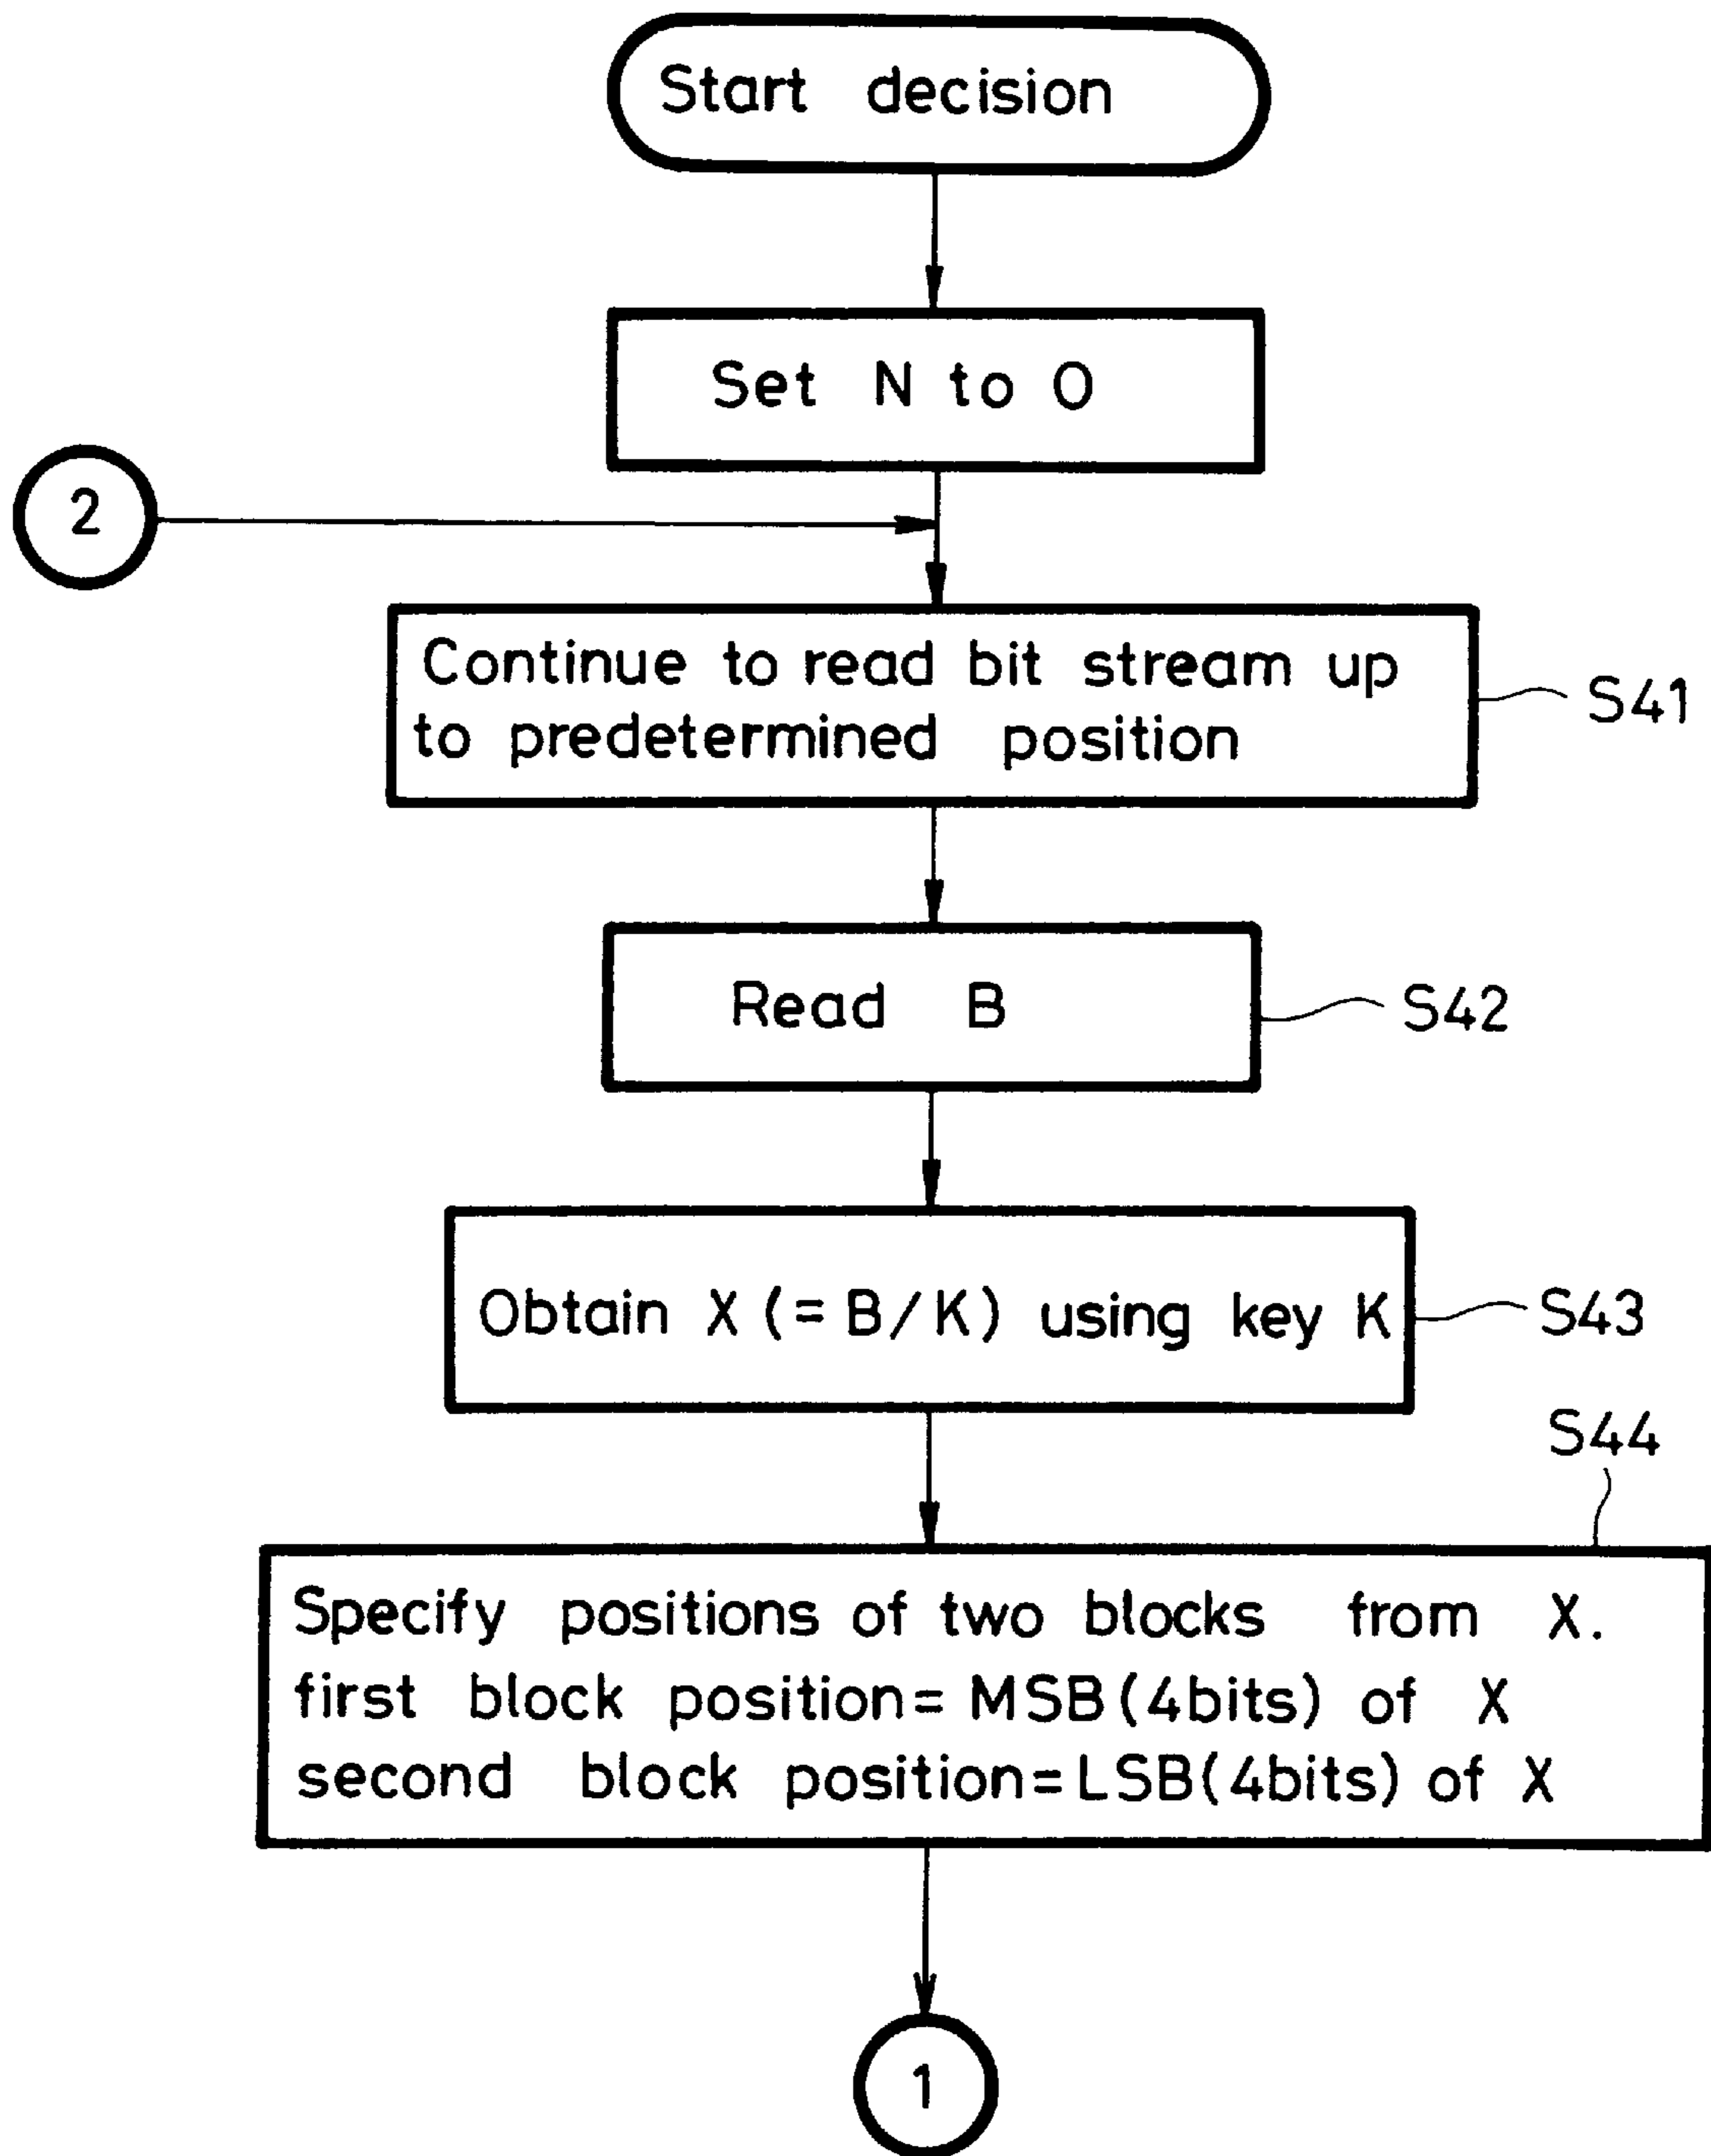 Start decision
Set N to 0
2
Continue to read bit stream up
to predetermined position
S41
Read B
S42
Obtain X (= B/K) using key K
S43
S44
Specify positions of two blocks from X.
first block position= MSB(4bits) of X
second block position=LSB(4bits) of X
1